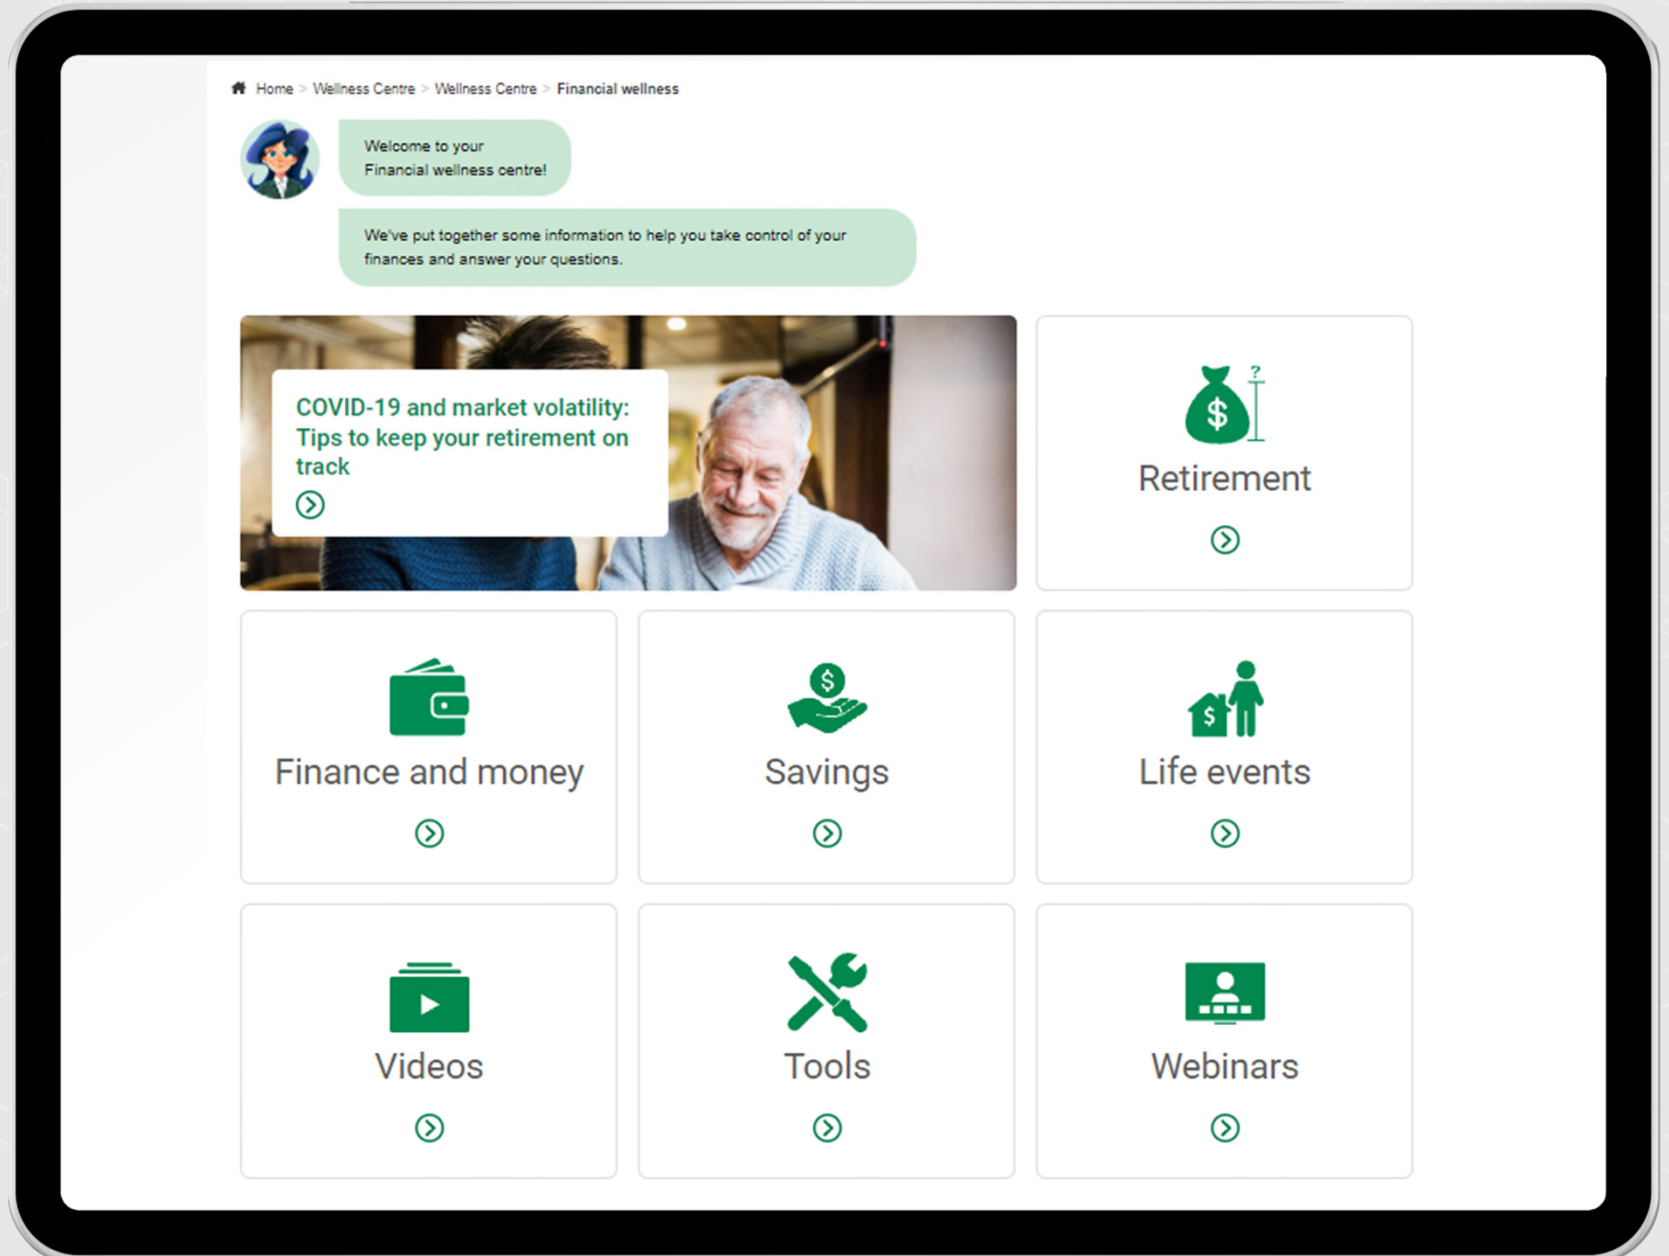 Home > Wellness Centre > Wellness Centre > Financial wellness
Welcome to your
Financial wellness centre!
We've put together some information to help you take control of your
finances and answer your questions.
COVID-19 and market volatility:
Tips to keep your retirement on
track
?
$
Retirement
$
$
Finance and money
Savings
Life events
Videos
Tools
Webinars